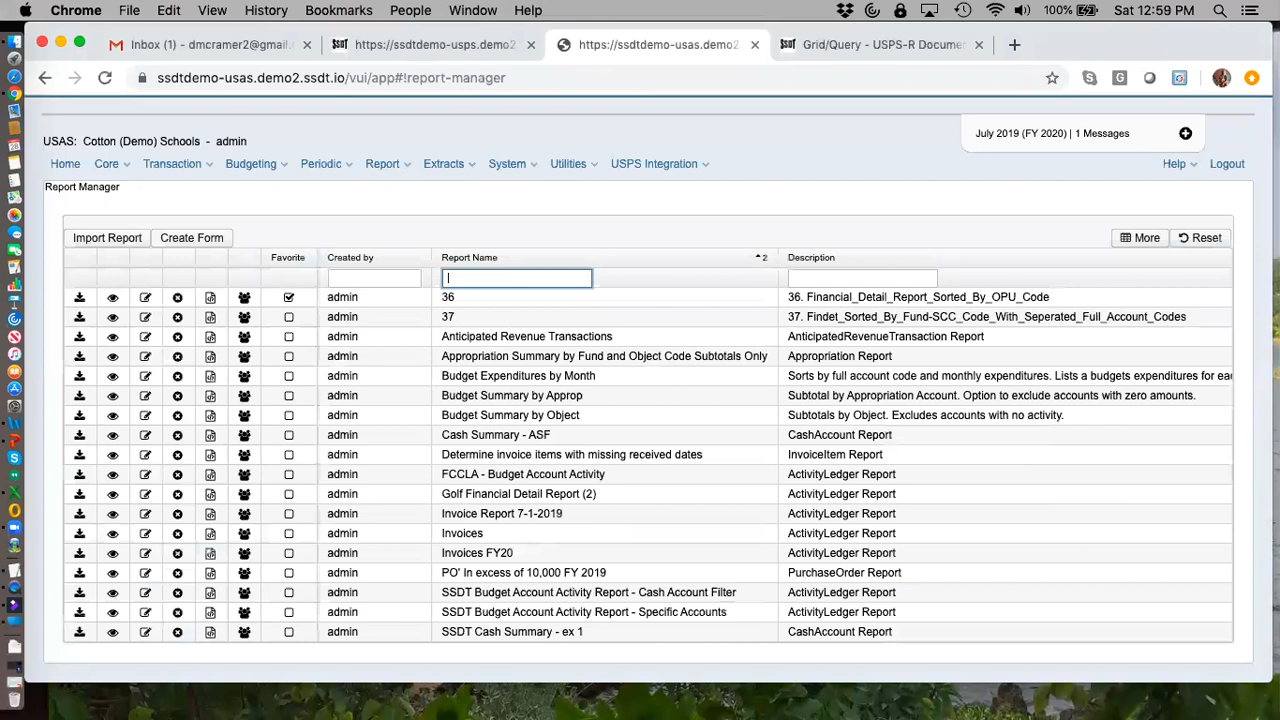 Chrome File Edit View History Bookmarks People Window Help 100% Sat 12:59 PM
Inbox (1) - dmcramer2@gmail. https://ssdtdemo-usps.demo2 https://ssdtdemo-usas.demo2 Grid/Query - USPS-R Documen
ssdtdemo-usas.demo2.ssdt.io/vui/app#!report-manager
USAS: Cotton (Demo) Schools - admin
July 2019 (FY 2020) | 1 Messages
Home Core Transaction Budgeting Periodic Report Extracts System Utilities USPS Integration Help Logout
Report Manager
Import Report Create Form More Reset
Favorite Created by Report Name 2 Description
admin 36 36. Financial_Detail_Report_Sorted_By_OPU_Code
admin 37 37. Findet_Sorted_By_Fund-SCC_Code_With_Seperated_Full_Account_Codes
admin Anticipated Revenue Transactions AnticipatedRevenueTransaction Report
admin Appropriation Summary by Fund and Object Code Subtotals Only Appropriation Report
admin Budget Expenditures by Month Sorts by full account code and monthly expenditures. Lists a budgets expenditures for eac
admin Budget Summary by Approp Subtotal by Appropriation Account. Option to exclude accounts with zero amounts.
admin Budget Summary by Object Subtotals by Object. Excludes accounts with no activity.
admin Cash Summary - ASF CashAccount Report
admin Determine invoice items with missing received dates InvoiceItem Report
admin FCCLA - Budget Account Activity ActivityLedger Report
admin Golf Financial Detail Report (2) ActivityLedger Report
admin Invoice Report 7-1-2019 ActivityLedger Report
admin Invoices ActivityLedger Report
admin Invoices FY20 ActivityLedger Report
admin PO' In excess of 10,000 FY 2019 PurchaseOrder Report
admin SSDT Budget Account Activity Report - Cash Account Filter ActivityLedger Report
admin SSDT Budget Account Activity Report - Specific Accounts ActivityLedger Report
admin SSDT Cash Summary - ex 1 CashAccount Report